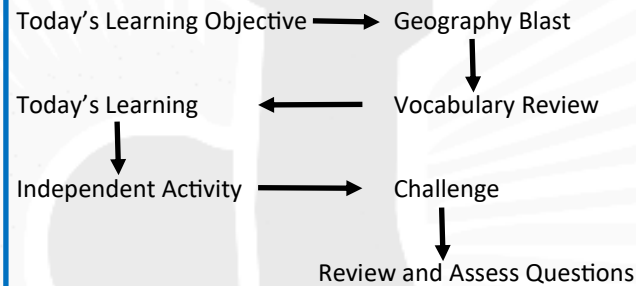 Today’s Learning Objective
Geography Blast
Vocabulary Review
Today’s Learning
Independent Activity
Challenge
Review and Assess Questions